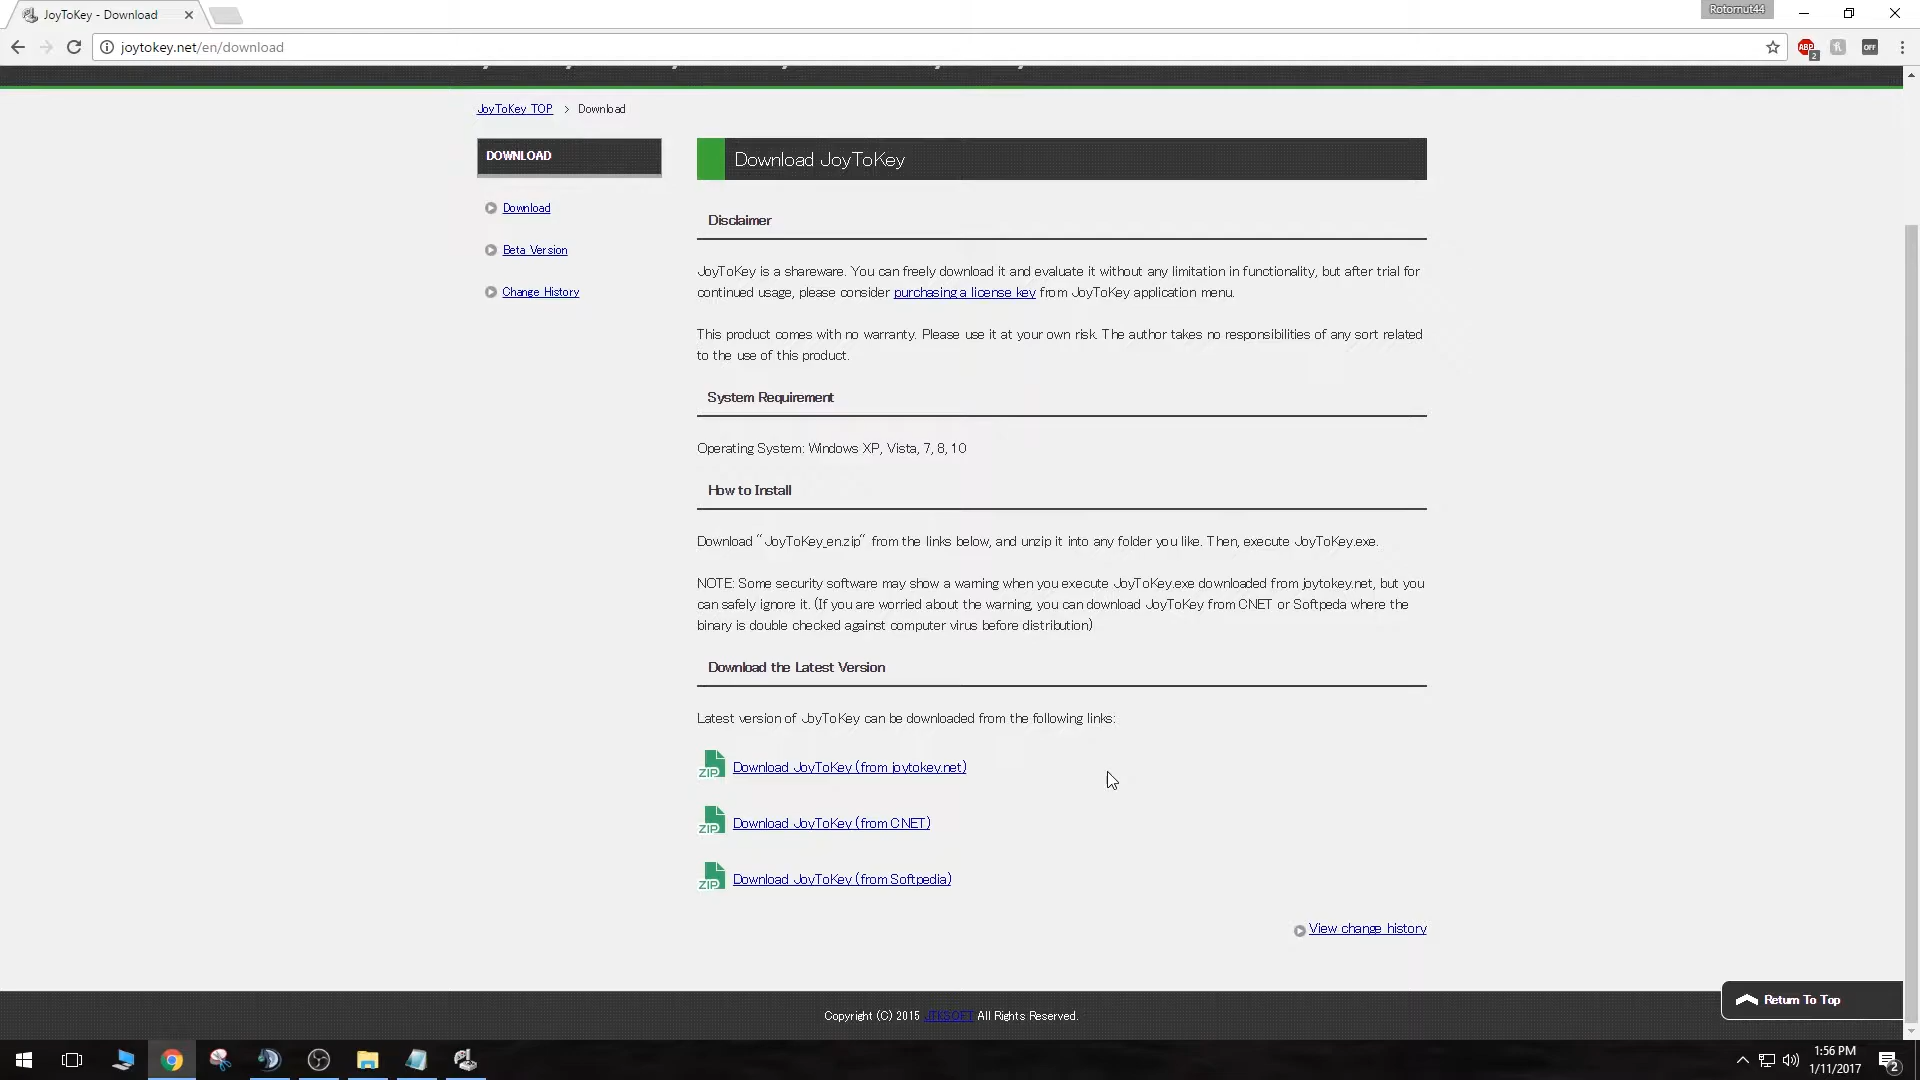 JoyToKey - Download
Rotomut44
joytokey.net/en/download
ABP
2
OFF
JoyToKey TOP > Download
DOWNLOAD
Download
Beta Version
Change History
Download JoyToKey
Disclaimer
JoyToKey is a shareware. You can freely download it and evaluate it without any limitation in functionality, but after trial for
continued usage, please consider purchasing a license key from JoyToKey application menu.
This product comes with no warranty. Please use it at your own risk. The author takes no responsibilities of any sort related
to the use of this product.
System Requirement
Operating System: Windows XP, Vista, 7, 8, 10
How to Install
Download "JoyToKey_en.zip" from the links below, and unzip it into any folder you like. Then, execute JoyToKey.exe.
NOTE: Some security software may show a warning when you execute JoyToKey.exe downloaded from joytokey.net, but you
can safely ignore it. (If you are worried about the warning, you can download JoyToKey from CNET or Softpeda where the
binary is double checked against computer virus before distribution)
Download the Latest Version
Latest version of JoyToKey can be downloaded from the following links:
ZIP Download JoyToKey (from joytokey.net)
ZIP Download JoyToKey (from CNET)
ZIP Download JoyToKey (from Softpedia)
View change history
Return To Top
Copyright (C) 2015 JTKSOFT All Rights Reserved.
1:56 PM
1/11/2017
2